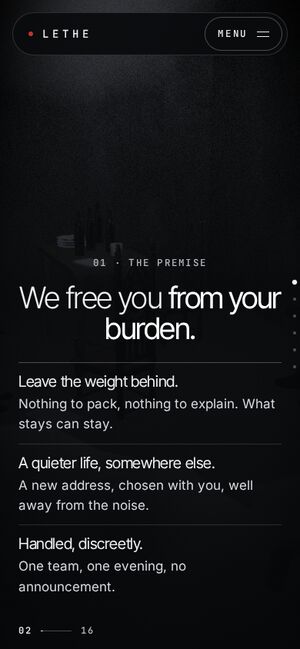 LETHE
MENU
01 · THE PREMISE
We free you from your
burden.
Leave the weight behind.
Nothing to pack, nothing to explain. What
stays can stay.
A quieter life, somewhere else.
A new address, chosen with you, well
away from the noise.
Handled, discreetly.
One team, one evening, no
announcement.
02
16